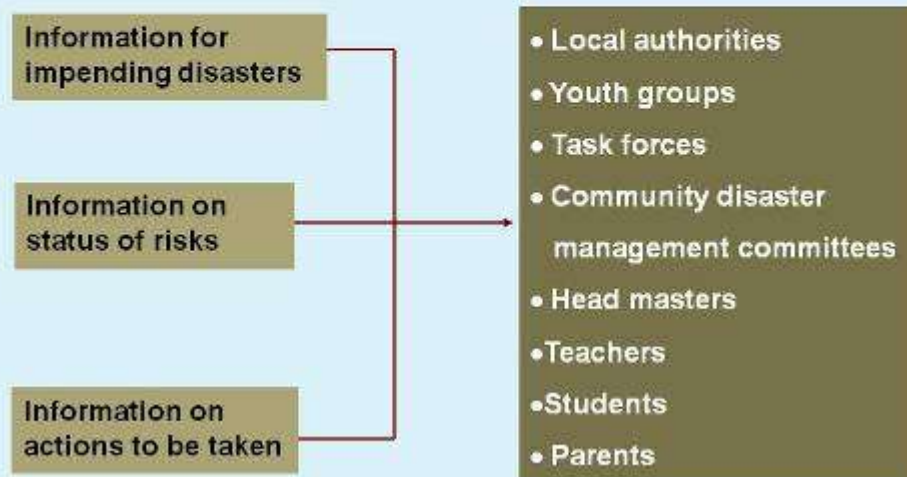 Information for
impending disasters
Information on
status of risks
Information on
actions to be taken
• Local authorities
• Youth groups
• Task forces
• Community disaster
management committees
• Head masters
•Teachers
•Students
• Parents